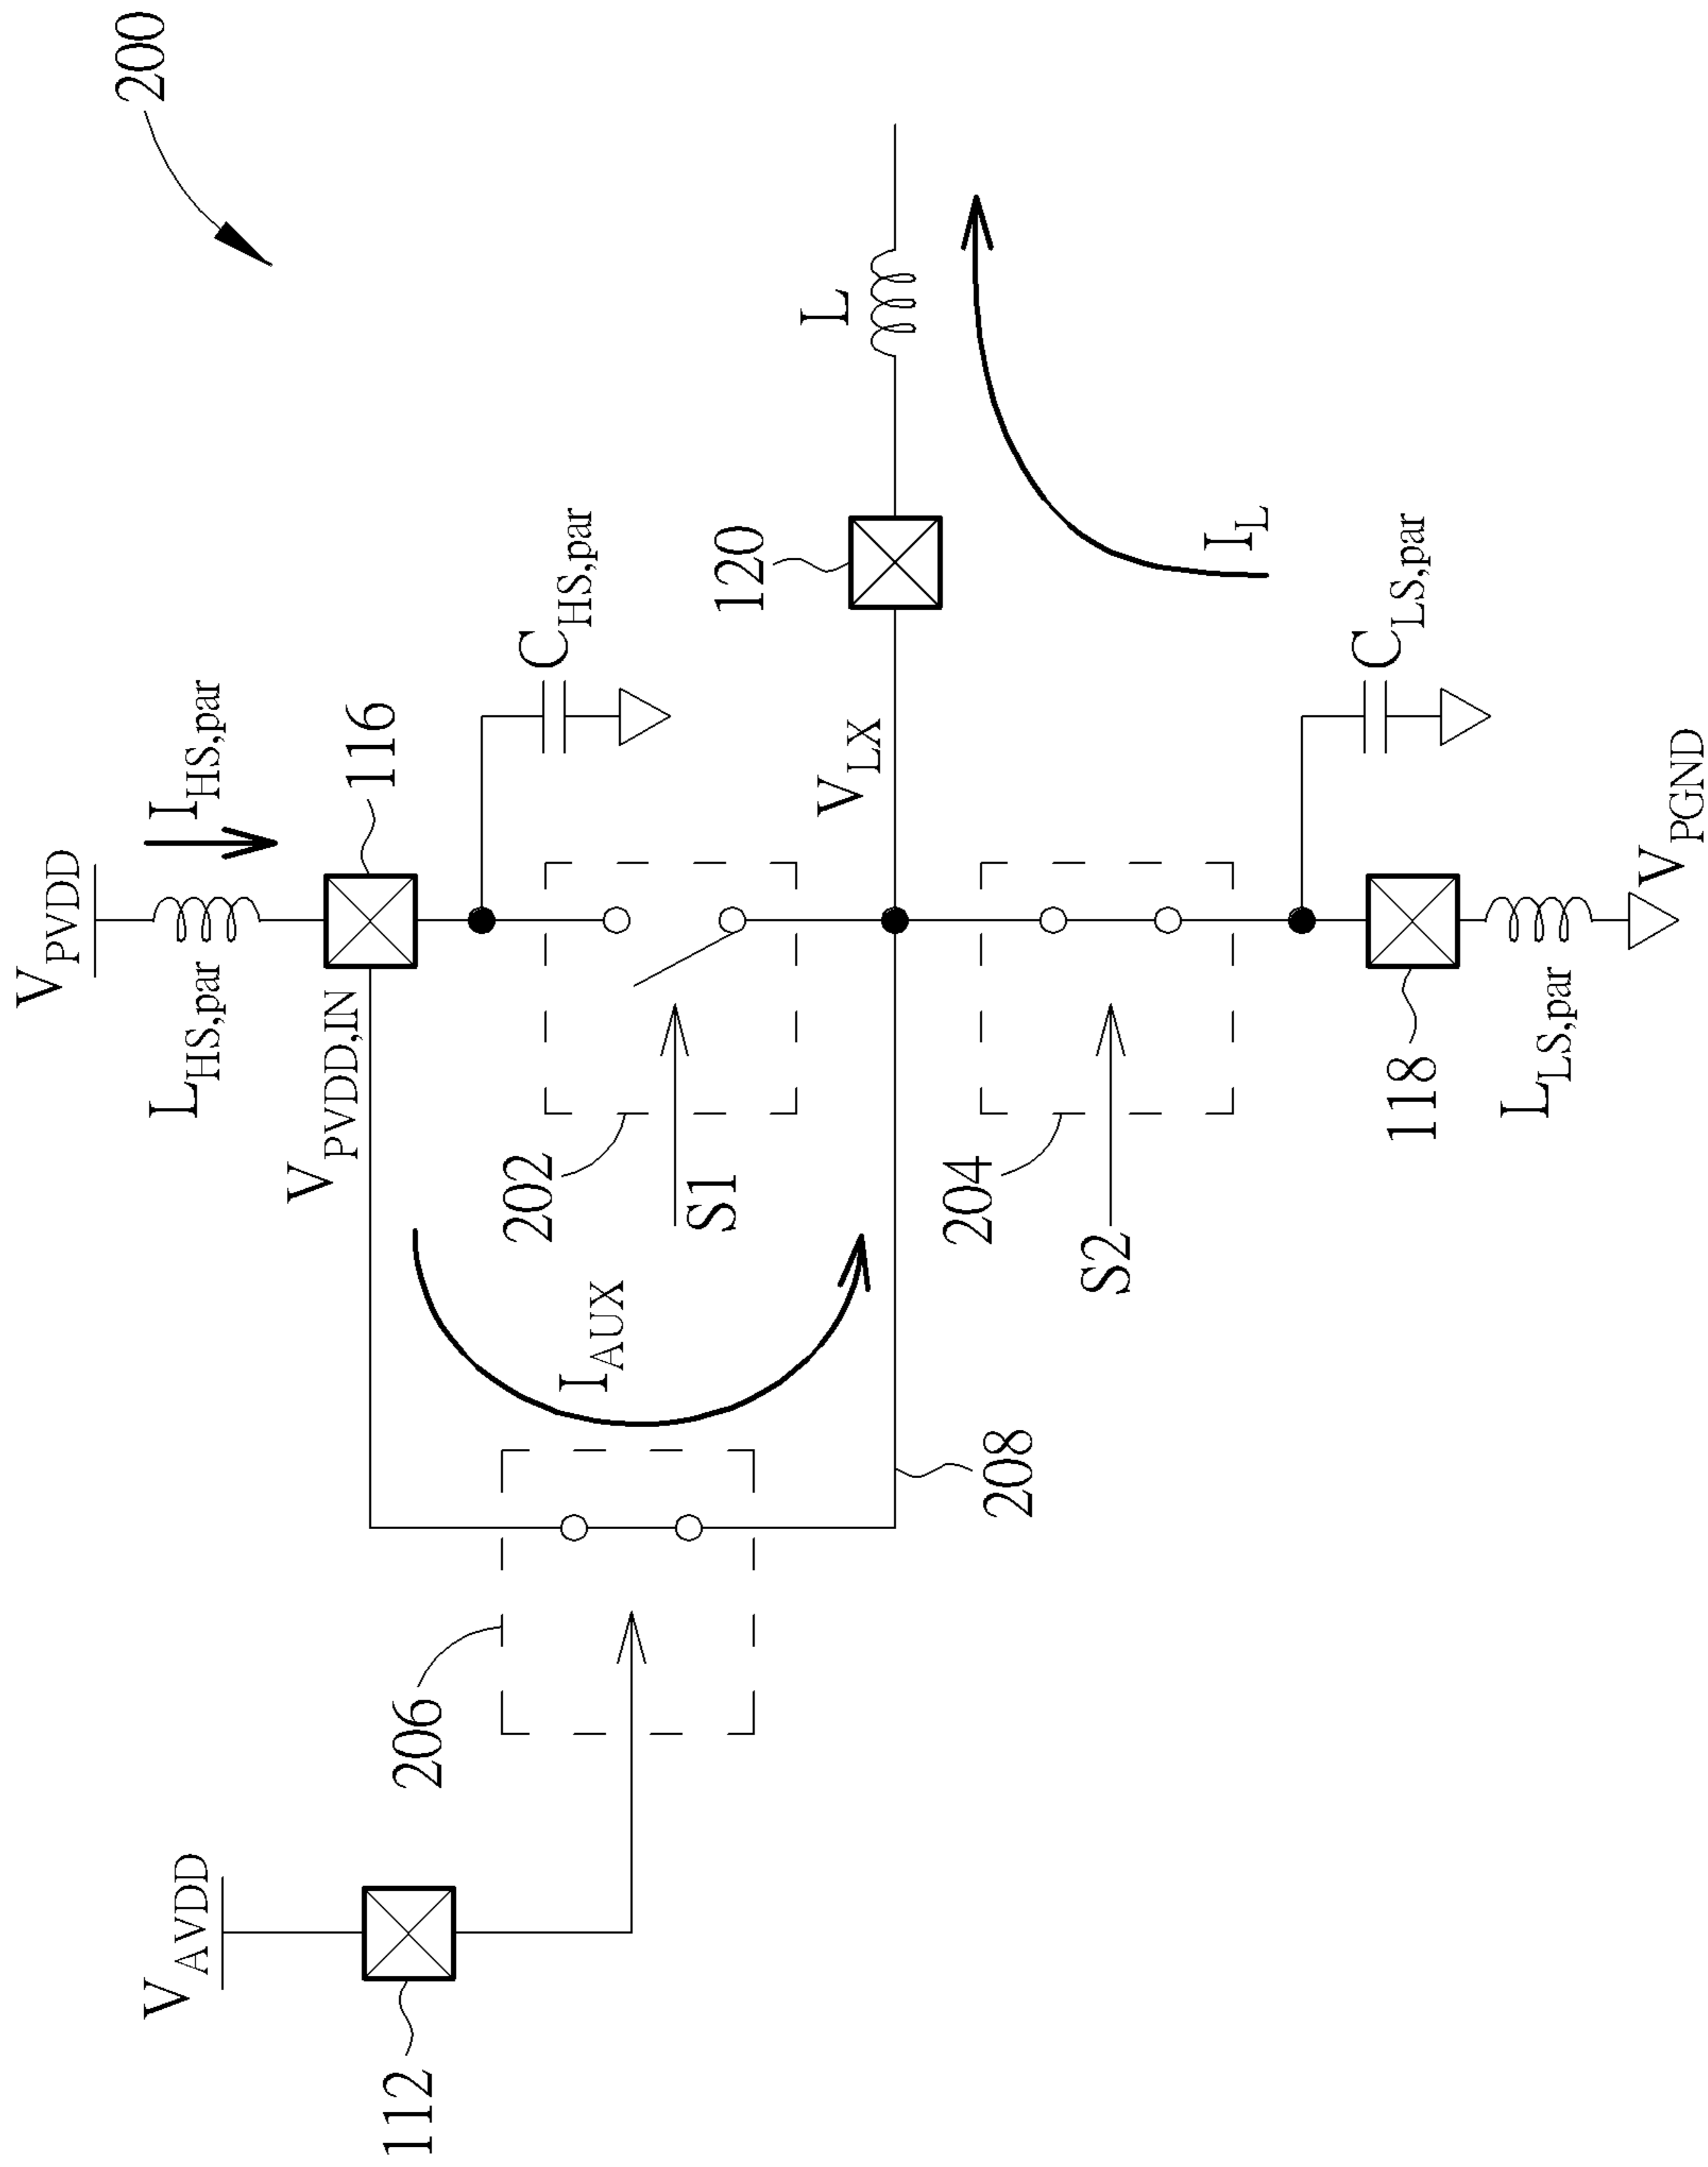 200
V_PVDD
I_HS,par
L_HS,par
116
V_PVDD,IN
C_HS,par
V_AVDD
112
206
I_AUX
202
S1
V_LX
120
L
208
204
S2
I_L
C_LS,par
118
L_LS,par
V_PGND